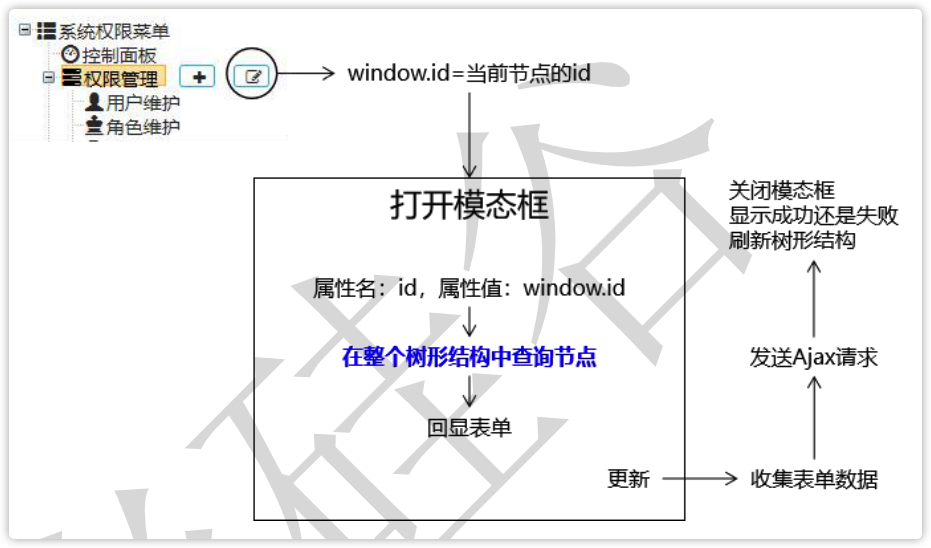 系统权限菜单
控制面板
权限管理
用户维护
角色维护
window.id=当前节点的id
打开模态框
属性名：id，属性值：window.id
在整个树形结构中查询节点
回显表单
更新
收集表单数据
发送Ajax请求
关闭模态框
显示成功还是失败
刷新树形结构
硅谷